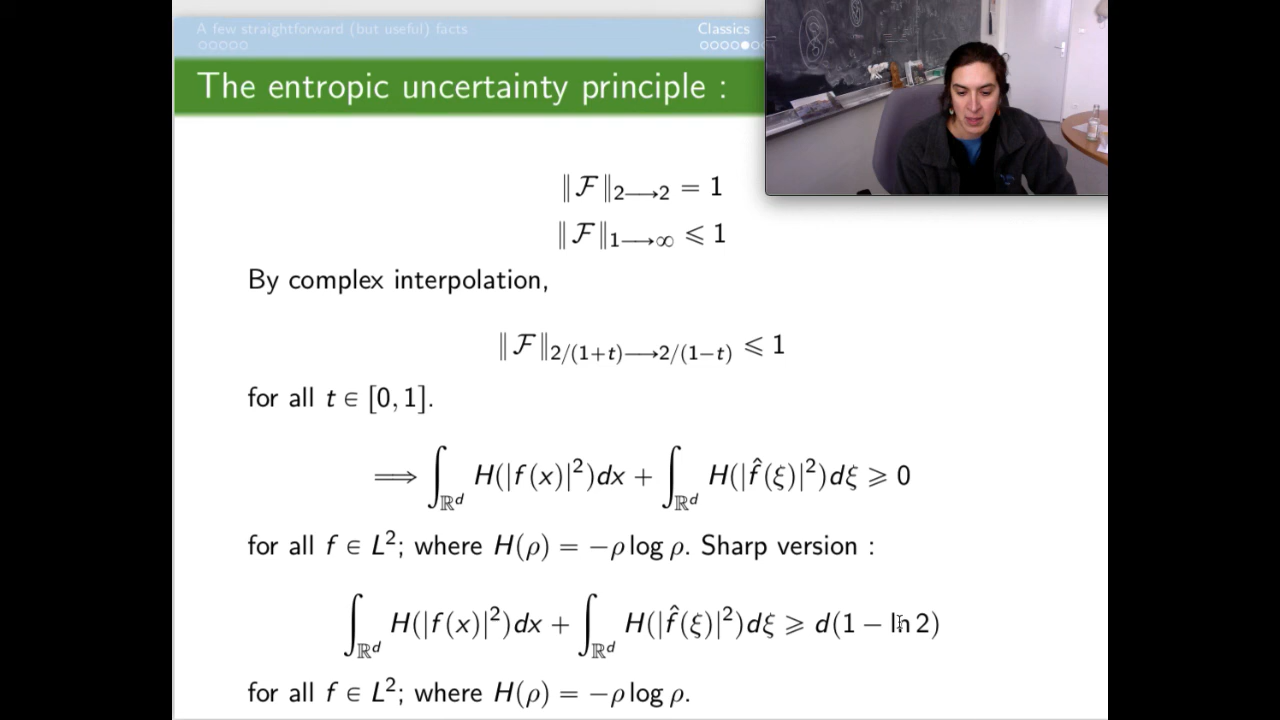 A few straightforward (but useful) facts
Classics
The entropic uncertainty principle :
‖ℱ‖₂⟶₂ = 1
‖ℱ‖₁⟶∞ ⩽ 1
By complex interpolation,
‖ℱ‖_{2/(1+t)⟶2/(1−t)} ⩽ 1
for all t ∈ [0, 1].
⟹ ∫_{ℝ^d} H(|f(x)|²)dx + ∫_{ℝ^d} H(|f̂(ξ)|²)dξ ⩾ 0
for all f ∈ L²; where H(ρ) = −ρ log ρ. Sharp version :
∫_{ℝ^d} H(|f(x)|²)dx + ∫_{ℝ^d} H(|f̂(ξ)|²)dξ ⩾ d(1 − ln 2)
for all f ∈ L²; where H(ρ) = −ρ log ρ.